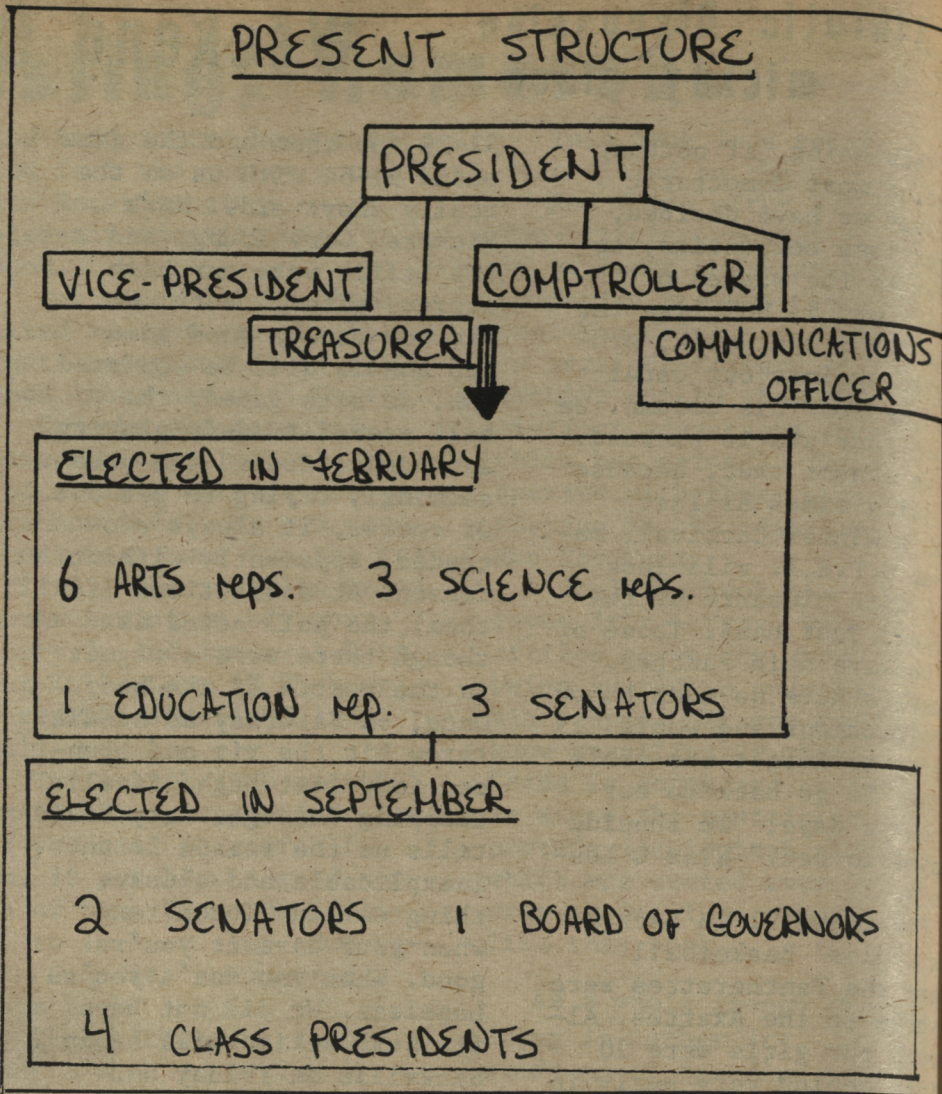 PRESENT STRUCTURE
PRESIDENT
VICE-PRESIDENT
COMPTROLLER
TREASURER
COMMUNICATIONS
OFFICER
ELECTED IN FEBRUARY
6 ARTS reps. 3 SCIENCE reps.
1 EDUCATION rep. 3 SENATORS
ELECTED IN SEPTEMBER
2 SENATORS 1 BOARD OF GOVERNORS
4 CLASS PRESIDENTS